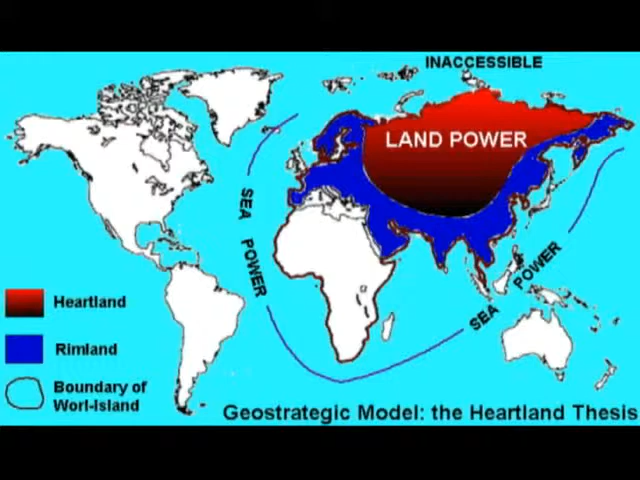 INACCESSIBLE
LAND POWER
SEA POWER
SEA POWER
Heartland
Rimland
Boundary of
Worl-Island
Geostrategic Model: the Heartland Thesis